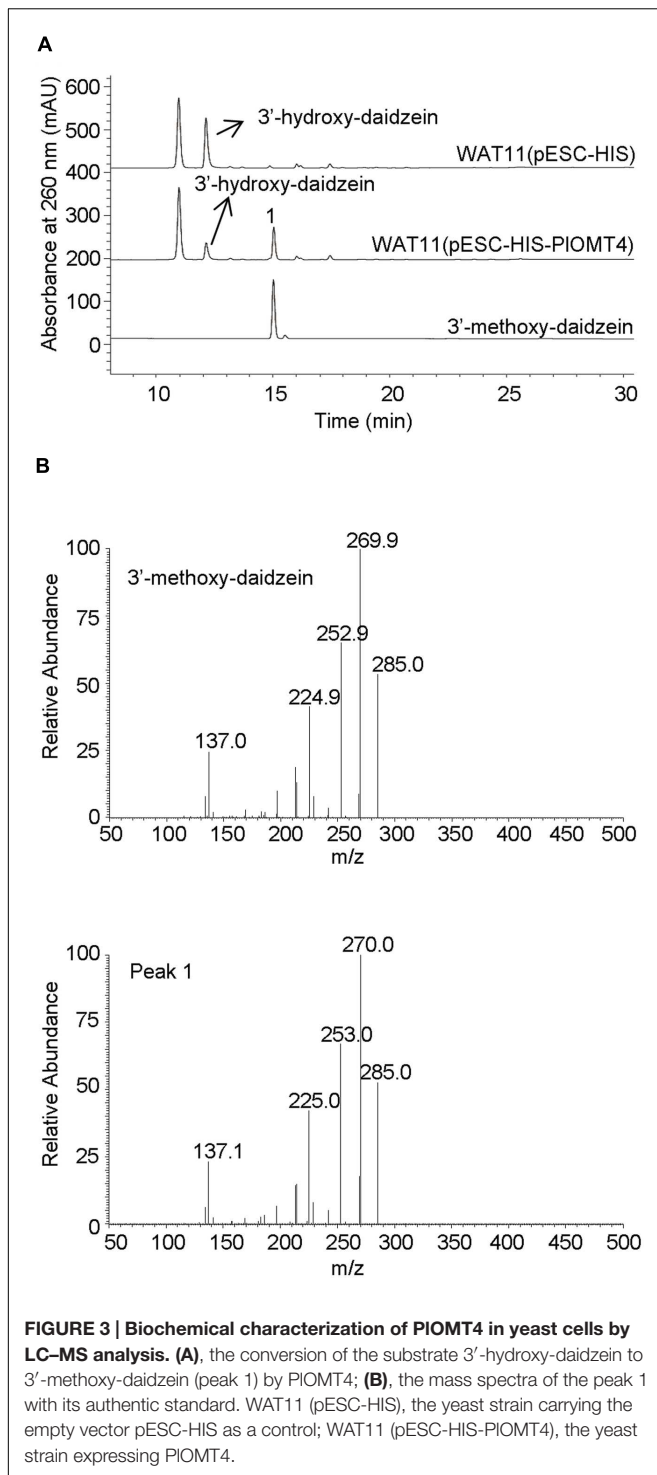 A
Absorbance at 260 nm (mAU)
600
500
400
300
200
100
0
3'-hydroxy-daidzein
WAT11(pESC-HIS)
3'-hydroxy-daidzein
1
WAT11(pESC-HIS-PlOMT4)
3'-methoxy-daidzein
10
15
20
25
30
Time (min)
B
Relative Abundance
100
75
50
25
0
3'-methoxy-daidzein
269.9
252.9
285.0
224.9
137.0
50
100
150
200
250
300
350
400
450
500
m/z
Relative Abundance
100
75
50
25
0
Peak 1
270.0
253.0
285.0
225.0
137.1
50
100
150
200
250
300
350
400
450
500
m/z
FIGURE 3 | Biochemical characterization of PlOMT4 in yeast cells by
LC–MS analysis. (A), the conversion of the substrate 3′-hydroxy-daidzein to
3′-methoxy-daidzein (peak 1) by PlOMT4; (B), the mass spectra of the peak 1
with its authentic standard. WAT11 (pESC-HIS), the yeast strain carrying the
empty vector pESC-HIS as a control; WAT11 (pESC-HIS-PlOMT4), the yeast
strain expressing PlOMT4.